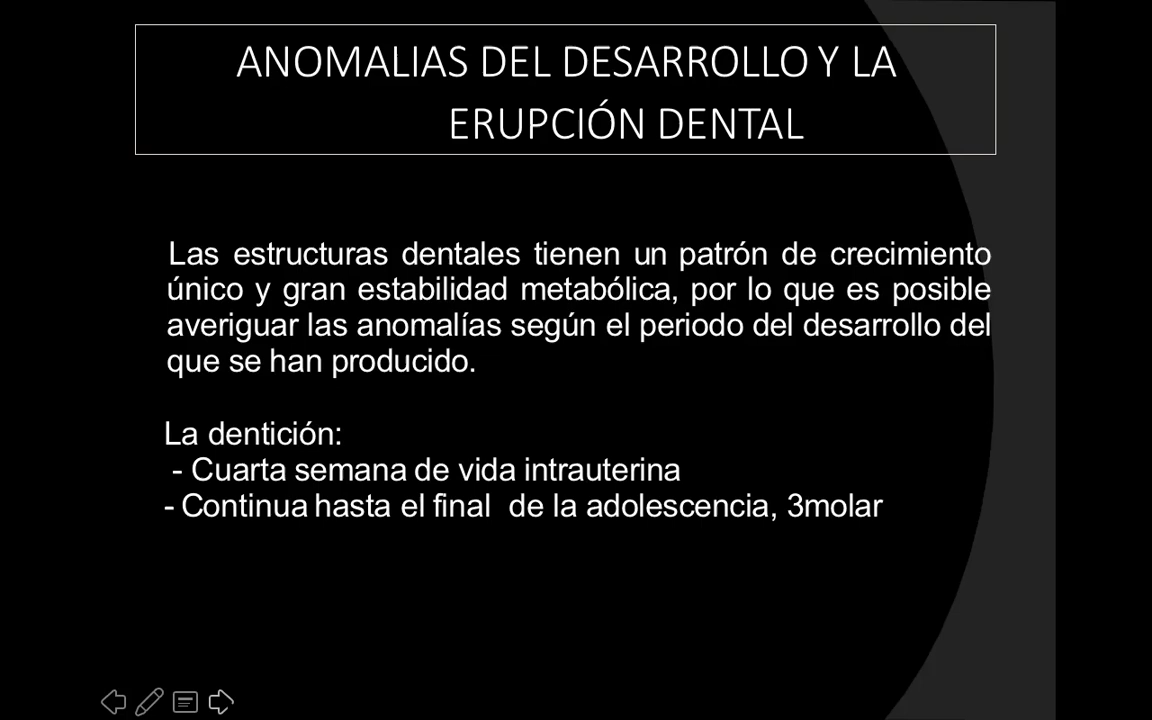 ANOMALIAS DEL DESARROLLO Y LA
ERUPCIÓN DENTAL
Las estructuras dentales tienen un patrón de crecimiento
único y gran estabilidad metabólica, por lo que es posible
averiguar las anomalías según el periodo del desarrollo del
que se han producido.
La dentición:
- Cuarta semana de vida intrauterina
- Continua hasta el final de la adolescencia, 3molar